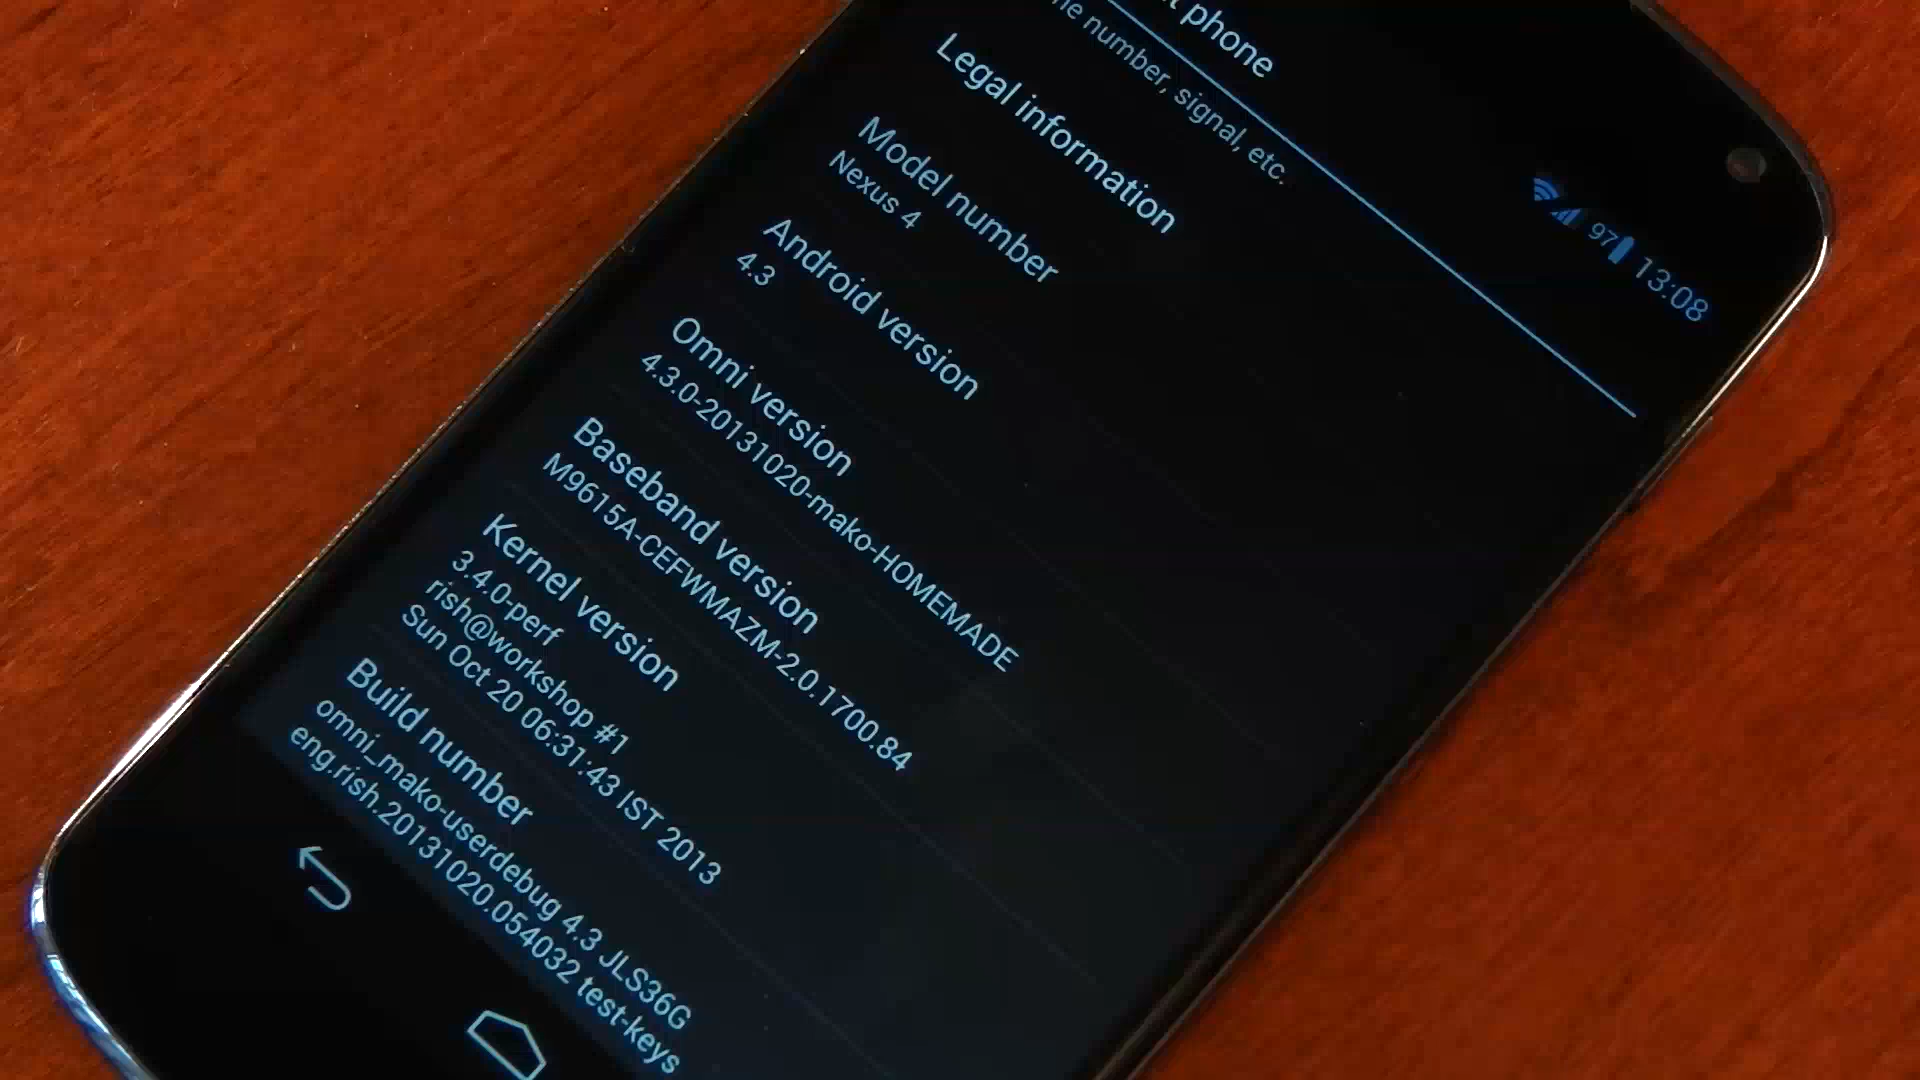 97 13:08
phone
number, signal, etc.
Legal information
Model number
Nexus 4
Android version
4.3
Omni version
4.3.0-20131020-mako-HOMEMADE
Baseband version
M9615A-CEFWMAZM-2.0.1700.84
Kernel version
3.4.0-perf
rish@workshop #1
Sun Oct 20 06:31:43 IST 2013
Build number
omni_mako-userdebug 4.3 JLS36G
eng.rish.20131020.054032 test-keys